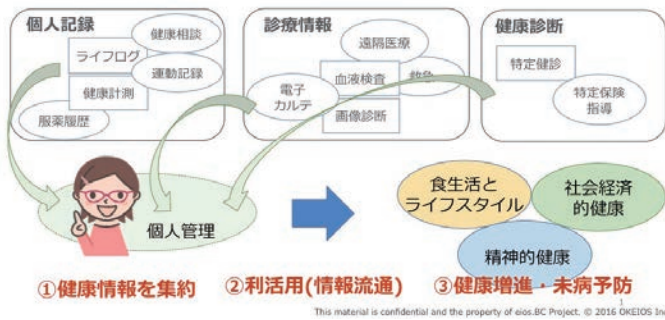 個人記録
健康相談
ライフログ
運動記録
健康計測
服薬履歴
診療情報
遠隔医療
血液検査
救急
電子
カルテ
画像診断
健康診断
特定健診
特定保険
指導
個人管理
食生活と
ライフスタイル
社会経済
的健康
精神的健康
①健康情報を集約
②利活用(情報流通)
③健康増進・未病予防
1
This material is confidential and the property of eios.BC Project. © 2016 OKEIOS Inc